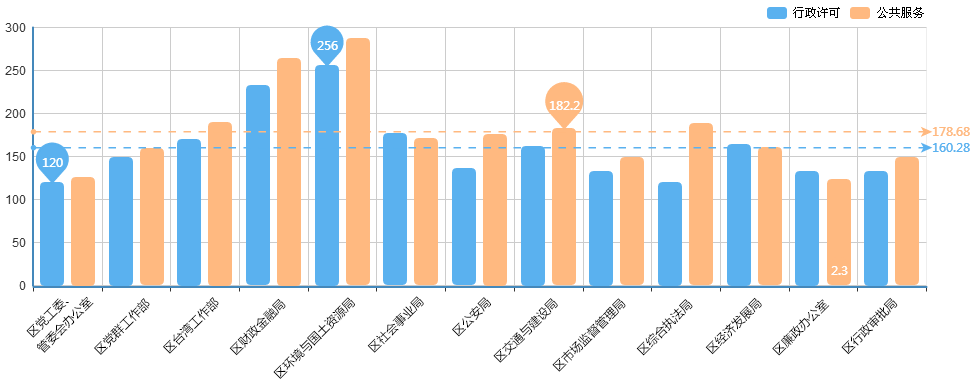 行政许可 公共服务
300
250
200
150
100
50
0
256
182.2
120
178.68
160.28
2.3
区党工委、
管委会办公室
区党群工作部
区台湾工作部
区财政金融局
区环境与国土资源局
区社会事业局
区公安局
区交通与建设局
区市场监督管理局
区综合执法局
区经济发展局
区廉政办公室
区行政审批局